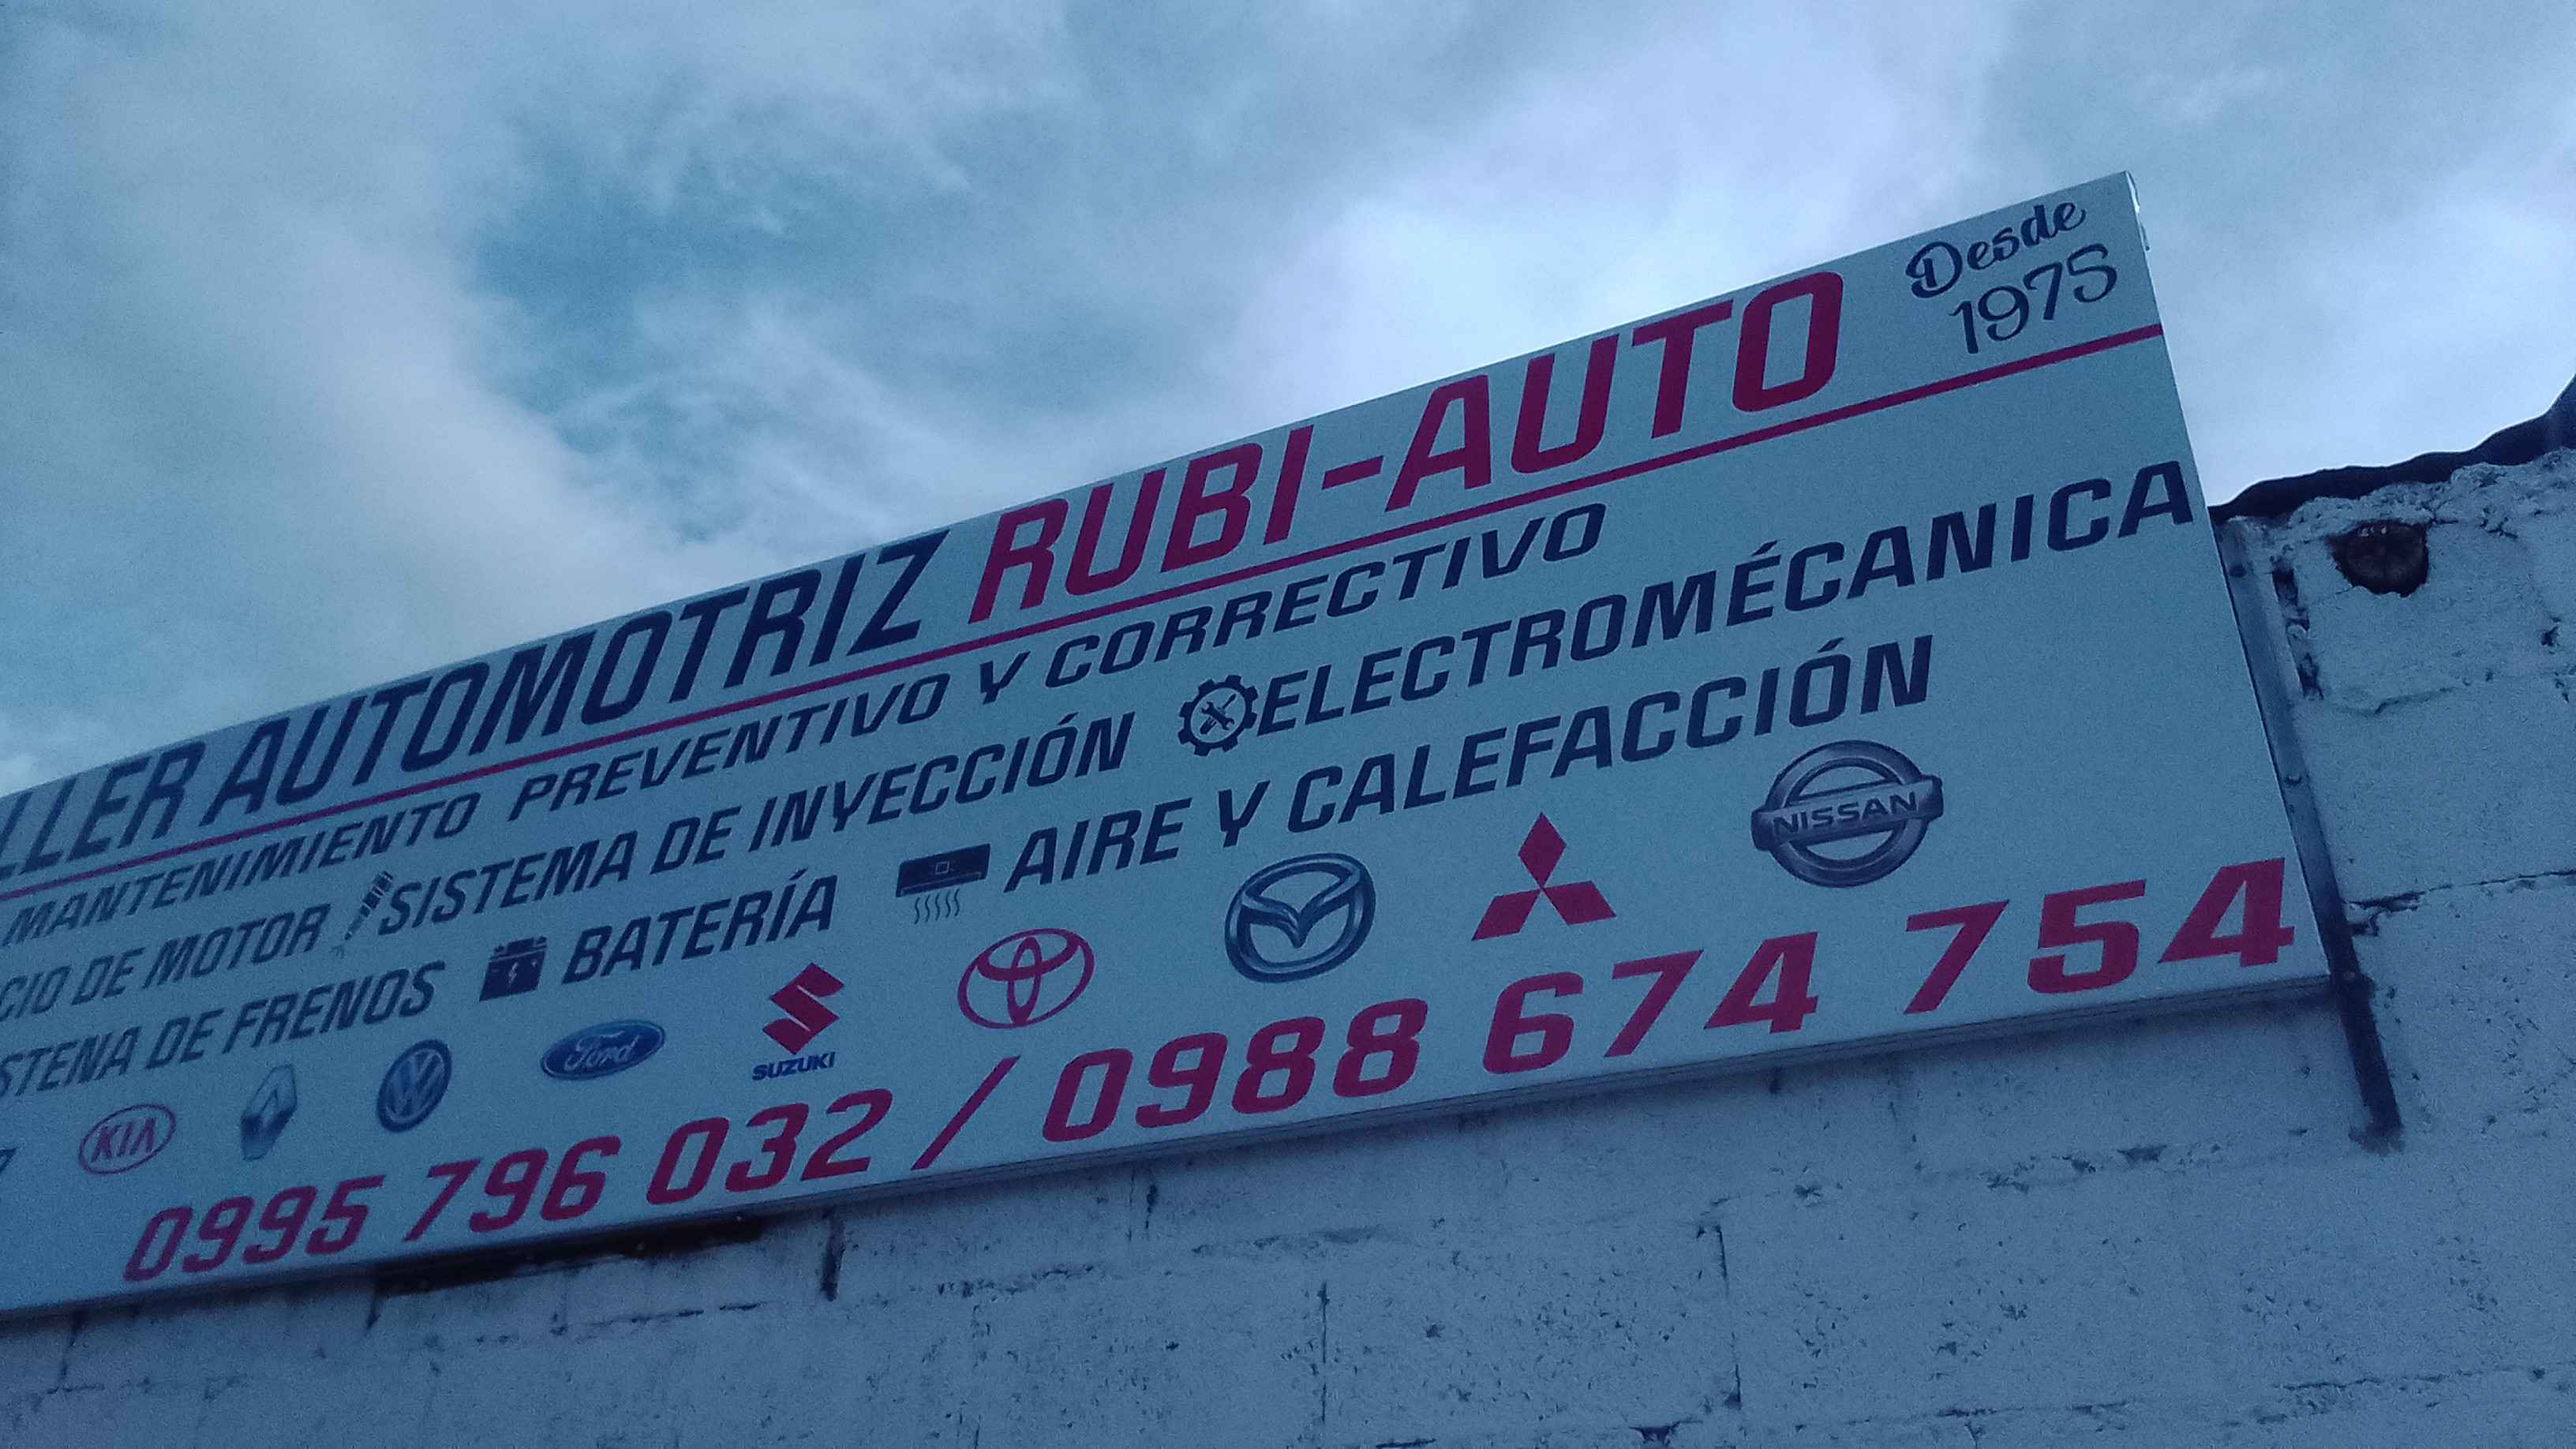 LLER AUTOMOTRIZ RUBI-AUTO
Desde
1975
MANTENIMIENTO PREVENTIVO Y CORRECTIVO
CIO DE MOTOR SISTEMA DE INYECCIÓN ELECTROMÉCANICA
STENA DE FRENOS BATERÍA AIRE Y CALEFACCIÓN
KIA Ford SUZUKI NISSAN
0995 796 032 / 0988 674 754